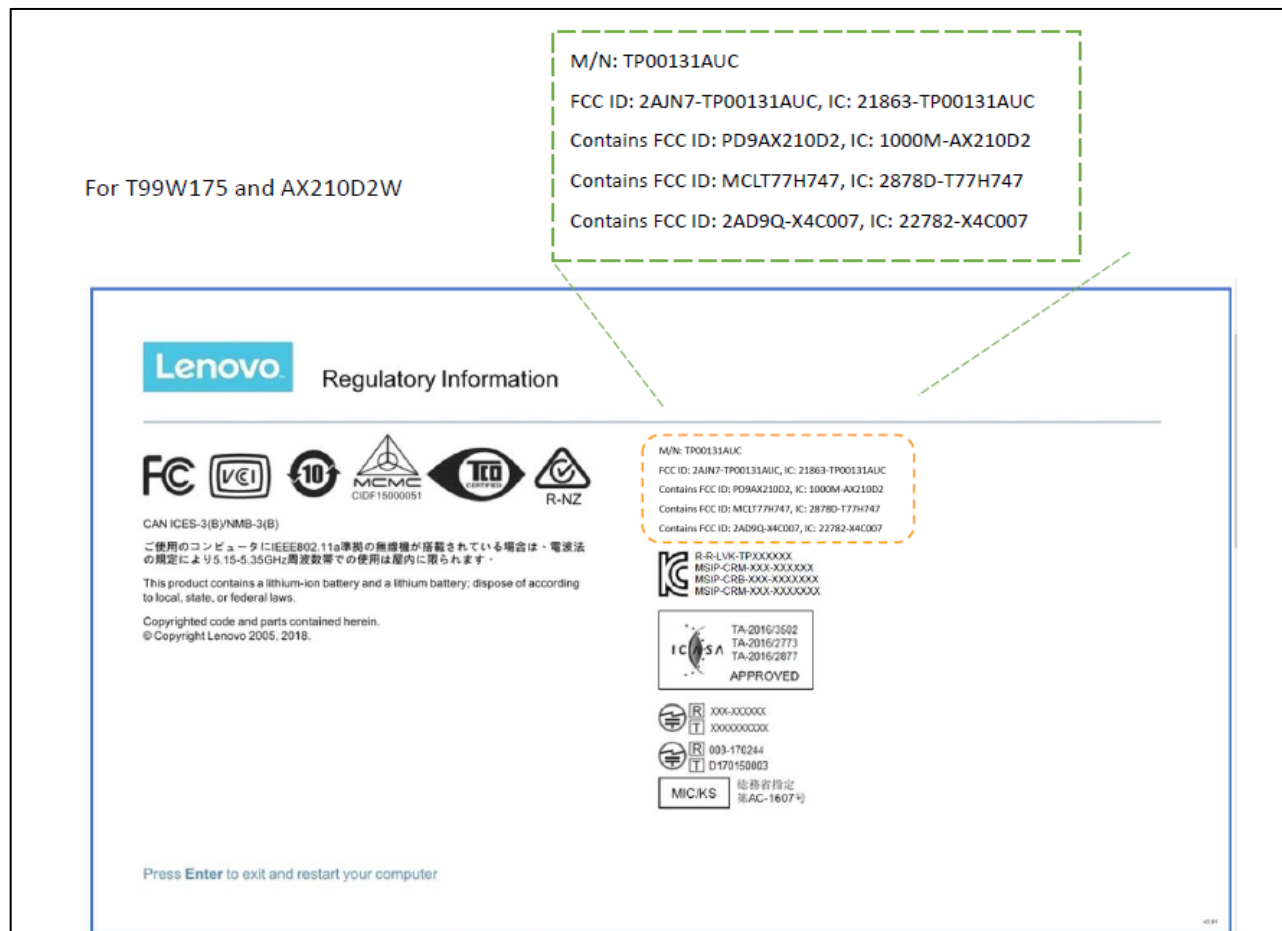 M/N: TP00131AUC
FCC ID: 2AJN7-TP00131AUC, IC: 21863-TP00131AUC
Contains FCC ID: PD9AX210D2, IC: 1000M-AX210D2
Contains FCC ID: MCLT77H747, IC: 2878D-T77H747
Contains FCC ID: 2AD9Q-X4C007, IC: 22782-X4C007
For T99W175 and AX210D2W
Lenovo
Regulatory Information
FC VCI 10 MCMC TCO CERTIFIED R-NZ
CIDF15000051
CAN ICES-3(B)/NMB-3(B)
ご使用のコンピュータにIEEE802.11a準拠の無線機が搭載されている場合は、電波法
の規定により5.15-5.35GHz周波数帯での使用は屋内に限られます.
This product contains a lithium-ion battery and a lithium battery; dispose of according
to local, state, or federal laws.
Copyrighted code and parts contained herein.
© Copyright Lenovo 2005, 2018.
M/N: TP00131AUC
FCC ID: 2AJN7-TP00131AUC, IC: 21863-TP00131AUC
Contains FCC ID: PD9AX210D2, IC: 1000M-AX210D2
Contains FCC ID: MCLT77H747, IC: 2878D-T77H747
Contains FCC ID: 2AD9Q-X4C007, IC: 22782-X4C007
R-R-LVK-TPXXXXXX
MSIP-CRM-XXX-XXXXXX
MSIP-CRB-XXX-XXXXXXX
MSIP-CRM-XXX-XXXXXXX
ICASA
TA-2016/3502
TA-2016/2773
TA-2016/2877
APPROVED
R XXX-XXXXXX
T XXXXXXXXXX
R 003-170244
T D170150003
MIC/KS
総務省指定
第AC-1607号
Press Enter to exit and restart your computer